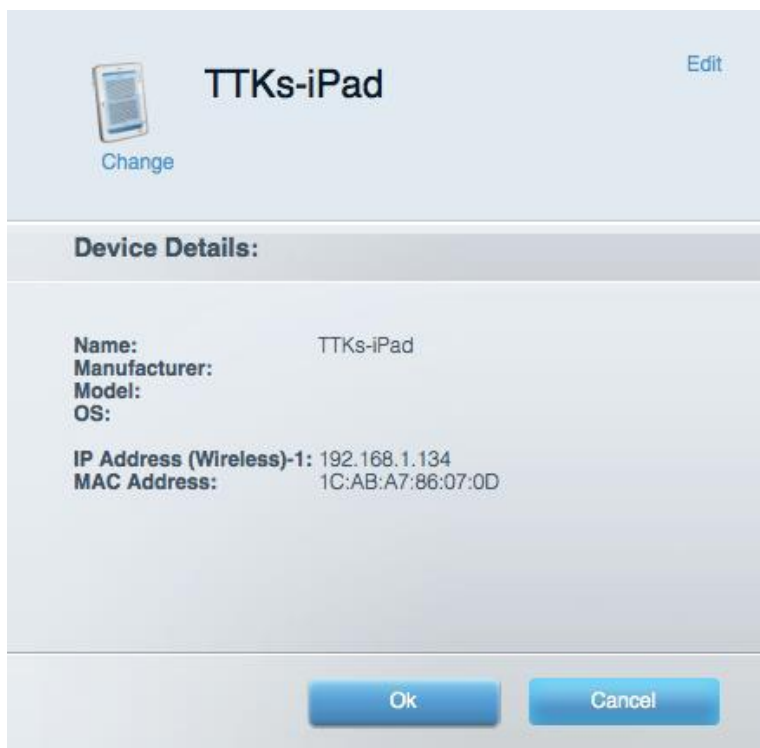 TTKs-iPad
Edit
Change
Device Details:
Name: TTKs-iPad
Manufacturer:
Model:
OS:
IP Address (Wireless)-1: 192.168.1.134
MAC Address: 1C:AB:A7:86:07:0D
Ok Cancel